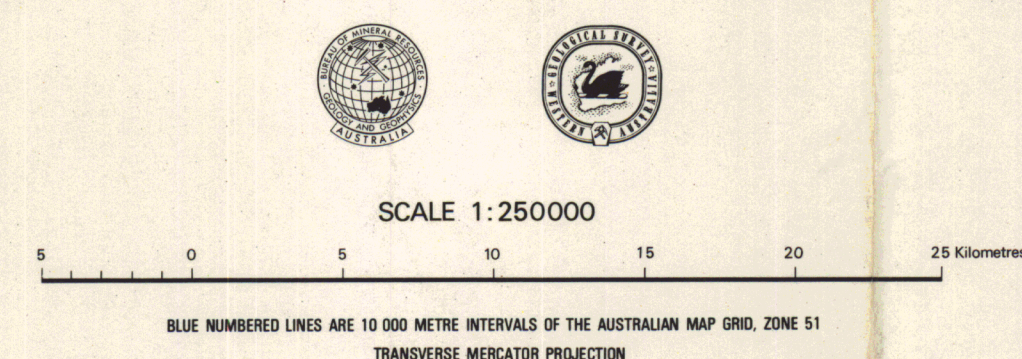 BUREAU OF MINERAL RESOURCES
GEOLOGY AND GEOPHYSICS
AUSTRALIA
GEOLOGICAL SURVEY
WESTERN AUSTRALIA
SCALE 1:250000
5 0 5 10 15 20 25 Kilometres
BLUE NUMBERED LINES ARE 10 000 METRE INTERVALS OF THE AUSTRALIAN MAP GRID, ZONE 51
TRANSVERSE MERCATOR PROJECTION